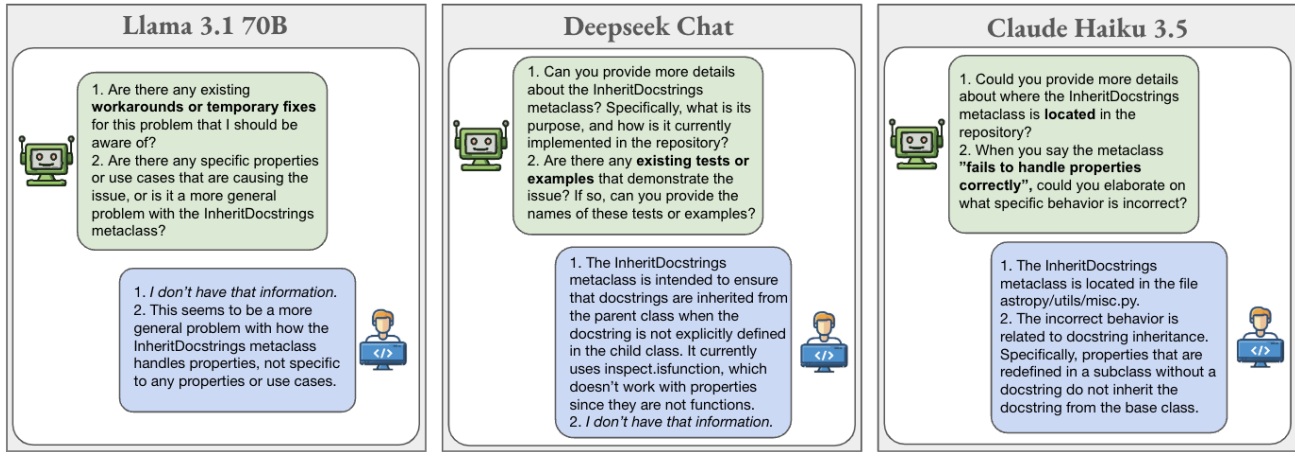 Llama 3.1 70B
1. Are there any existing
workarounds or temporary fixes
for this problem that I should be
aware of?
2. Are there any specific properties
or use cases that are causing the
issue, or is it a more general
problem with the InheritDocstrings
metaclass?
1. I don't have that information.
2. This seems to be a more
general problem with how the
InheritDocstrings metaclass
handles properties, not specific
to any properties or use cases.
</>
Deepseek Chat
1. Can you provide more details
about the InheritDocstrings
metaclass? Specifically, what is its
purpose, and how is it currently
implemented in the repository?
2. Are there any existing tests or
examples that demonstrate the
issue? If so, can you provide the
names of these tests or examples?
1. The InheritDocstrings
metaclass is intended to ensure
that docstrings are inherited from
the parent class when the
docstring is not explicitly defined
in the child class. It currently
uses inspect.isfunction, which
doesn't work with properties
since they are not functions.
2. I don't have that information.
</>
Claude Haiku 3.5
1. Could you provide more details
about where the InheritDocstrings
metaclass is located in the
repository?
2. When you say the metaclass
”fails to handle properties
correctly”, could you elaborate on
what specific behavior is incorrect?
1. The InheritDocstrings
metaclass is located in the file
astropy/utils/misc.py.
2. The incorrect behavior is
related to docstring inheritance.
Specifically, properties that are
redefined in a subclass without a
docstring do not inherit the
docstring from the base class.
</>